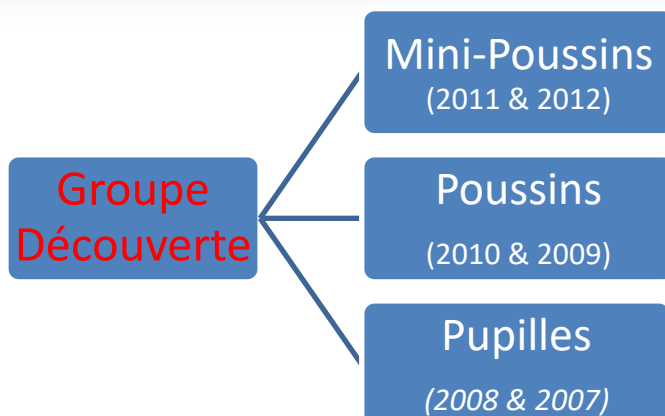 Groupe
Découverte
Mini-Poussins
(2011 & 2012)
Poussins
(2010 & 2009)
Pupilles
(2008 & 2007)